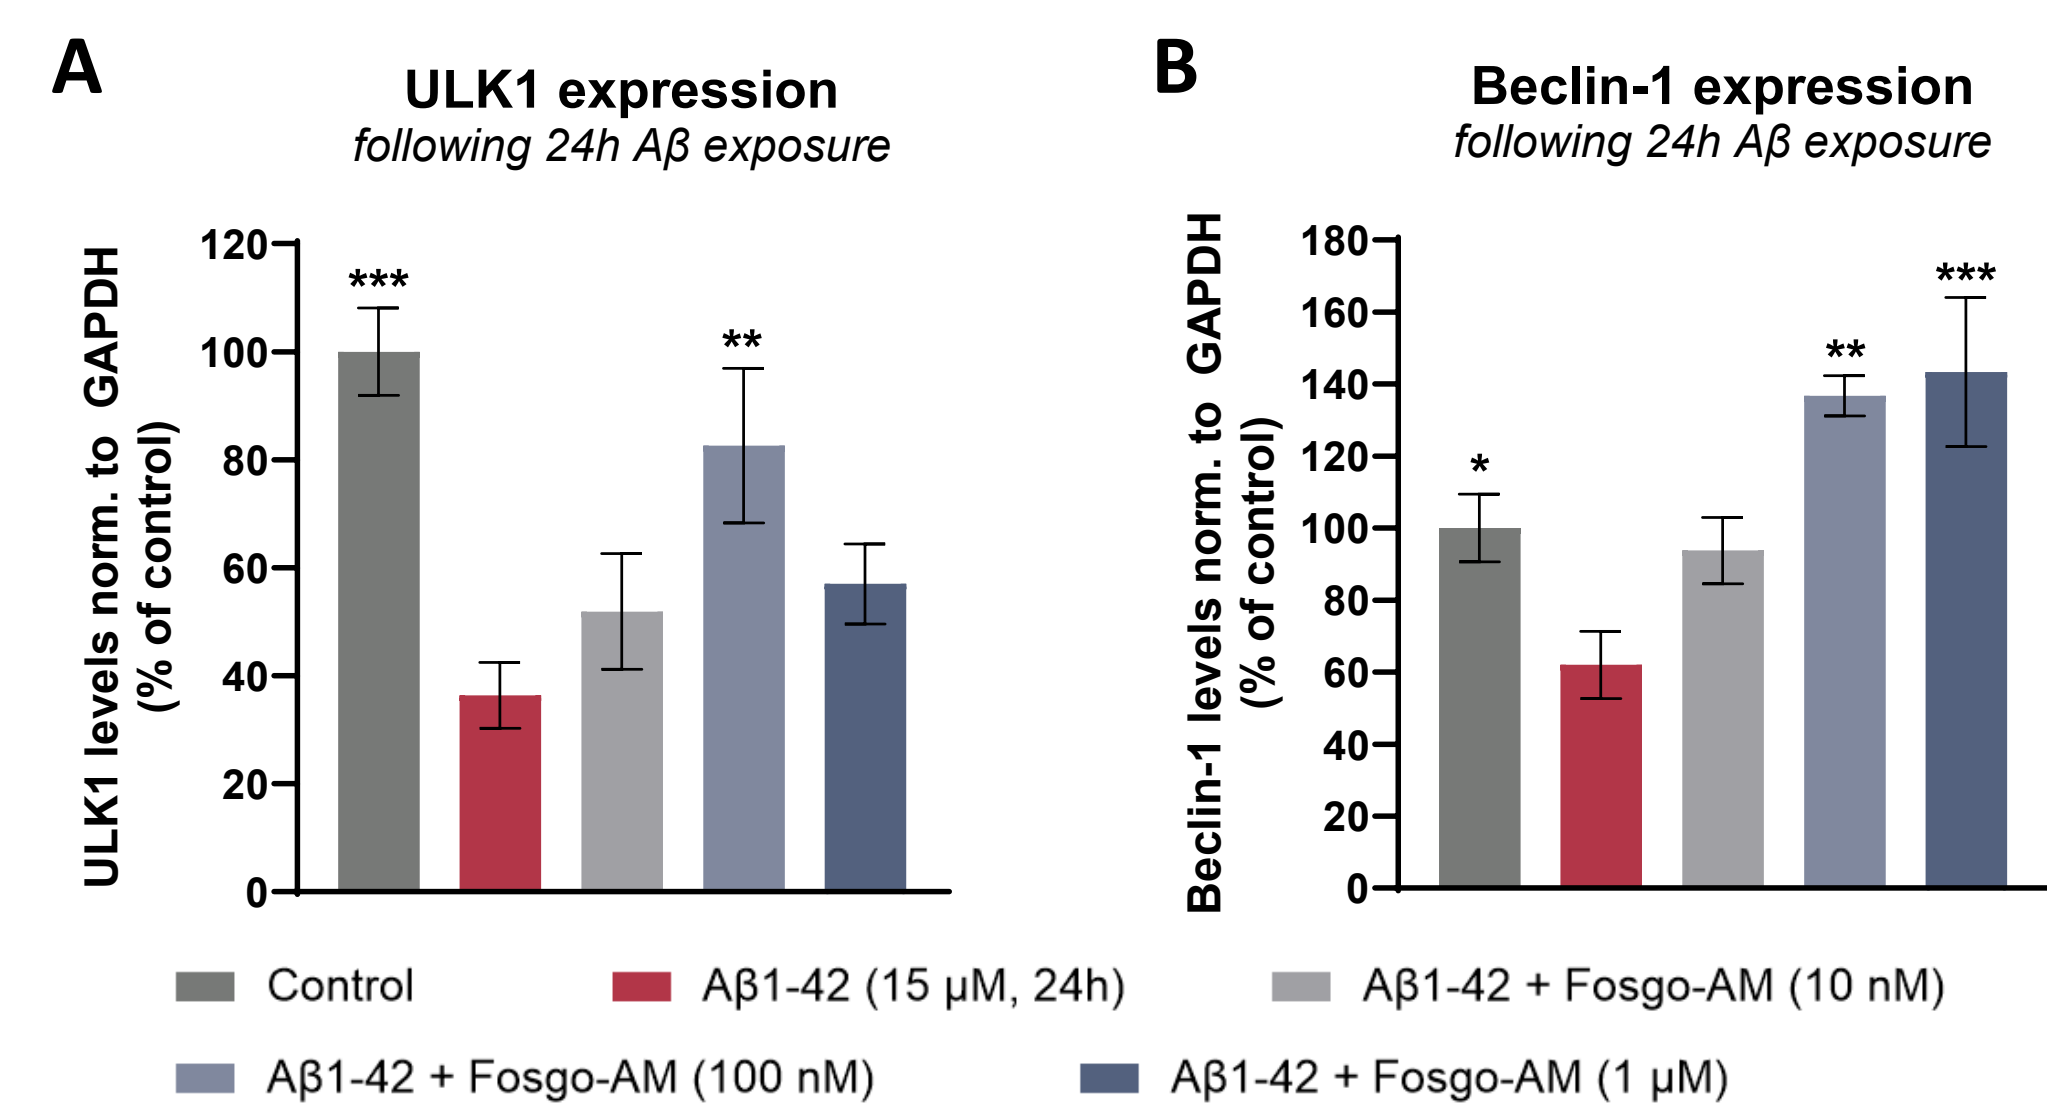 A
ULK1 expression
following 24h Aβ exposure
ULK1 levels norm. to GAPDH
(% of control)
120
100
80
60
40
20
0
***
**
B
Beclin-1 expression
following 24h Aβ exposure
Beclin-1 levels norm. to GAPDH
(% of control)
180
160
140
120
100
80
60
40
20
0
*
**
***
Control
Aβ1-42 (15 µM, 24h)
Aβ1-42 + Fosgo-AM (10 nM)
Aβ1-42 + Fosgo-AM (100 nM)
Aβ1-42 + Fosgo-AM (1 µM)